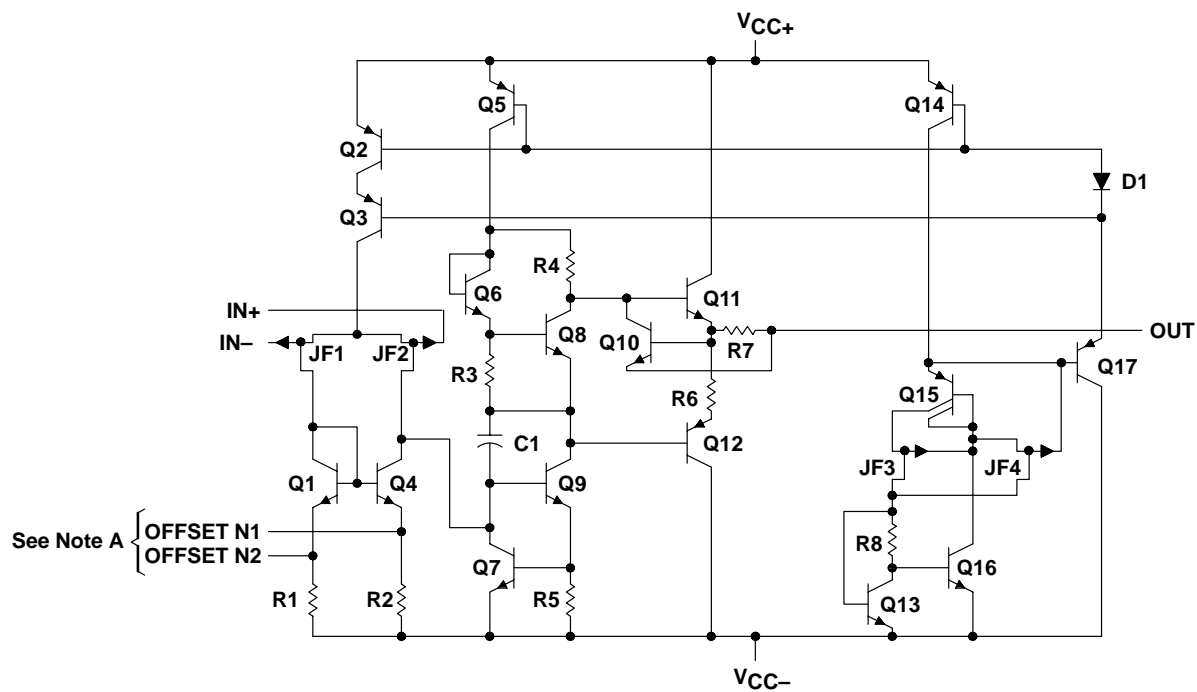 VCC+
Q5
Q14
Q2
D1
Q3
R4
Q6
Q11
IN+
Q8
OUT
IN–
JF1
JF2
Q10
R7
Q17
R3
Q15
R6
C1
Q12
JF3
JF4
Q1
Q4
Q9
See Note A
OFFSET N1
OFFSET N2
R8
Q7
Q16
R1
R2
R5
Q13
VCC–